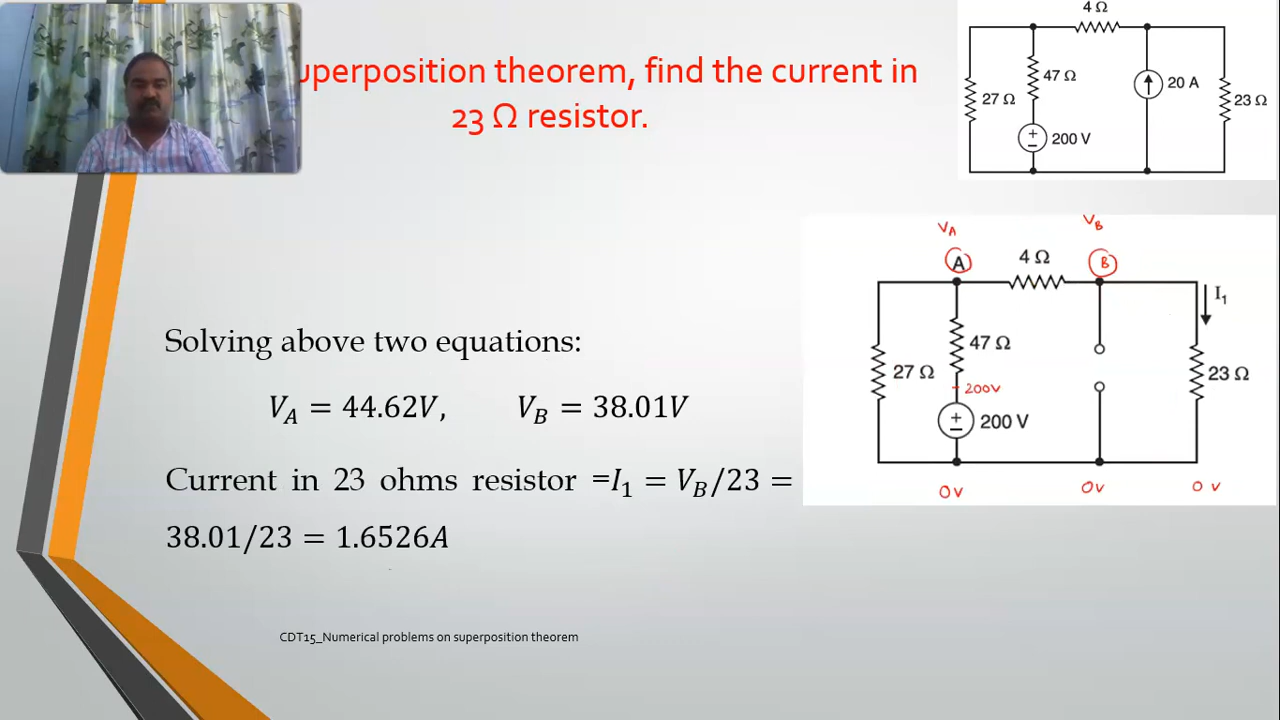 uperposition theorem, find the current in
23 Ω resistor.
4 Ω
47 Ω
27 Ω
20 A
23 Ω
+
−
200 V
V_A
V_B
A
4 Ω
B
I₁
47 Ω
27 Ω
23 Ω
200V
+
−
200 V
0V
0V
0 V
Solving above two equations:
V_A = 44.62V, V_B = 38.01V
Current in 23 ohms resistor =I₁ = V_B/23 =
38.01/23 = 1.6526A
CDT15_Numerical problems on superposition theorem